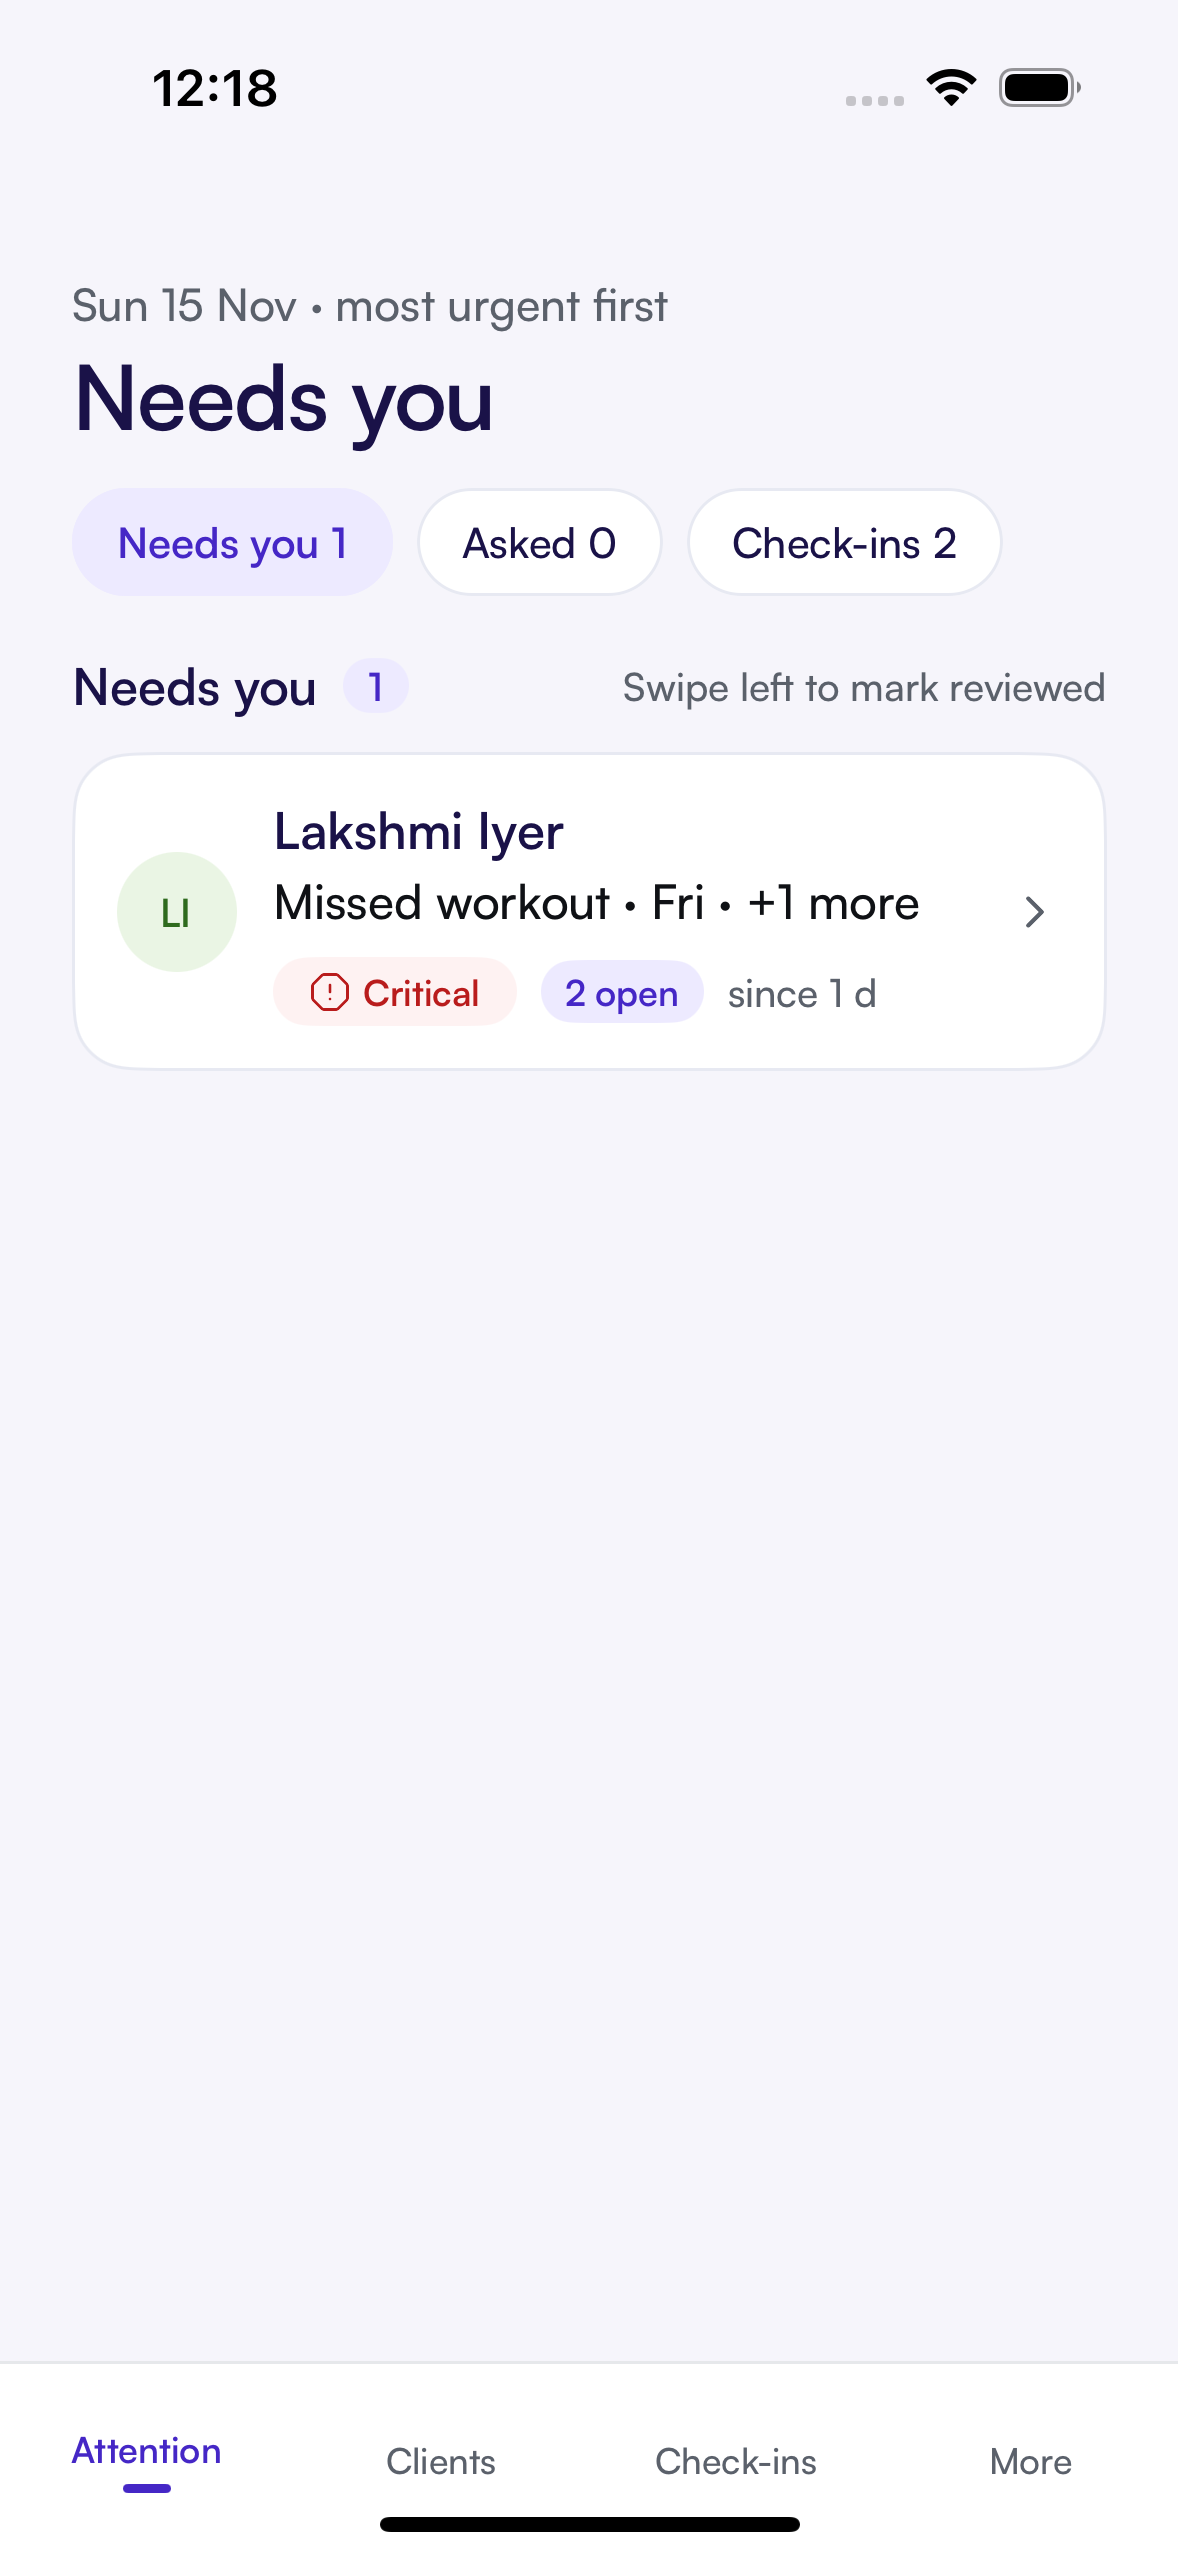 12:18
Sun 15 Nov · most urgent first
Needs you
Needs you 1
Asked 0
Check-ins 2
Needs you 1
Swipe left to mark reviewed
Lakshmi Iyer
LI
Missed workout · Fri · +1 more
Critical
2 open
since 1 d
Attention
Clients
Check-ins
More